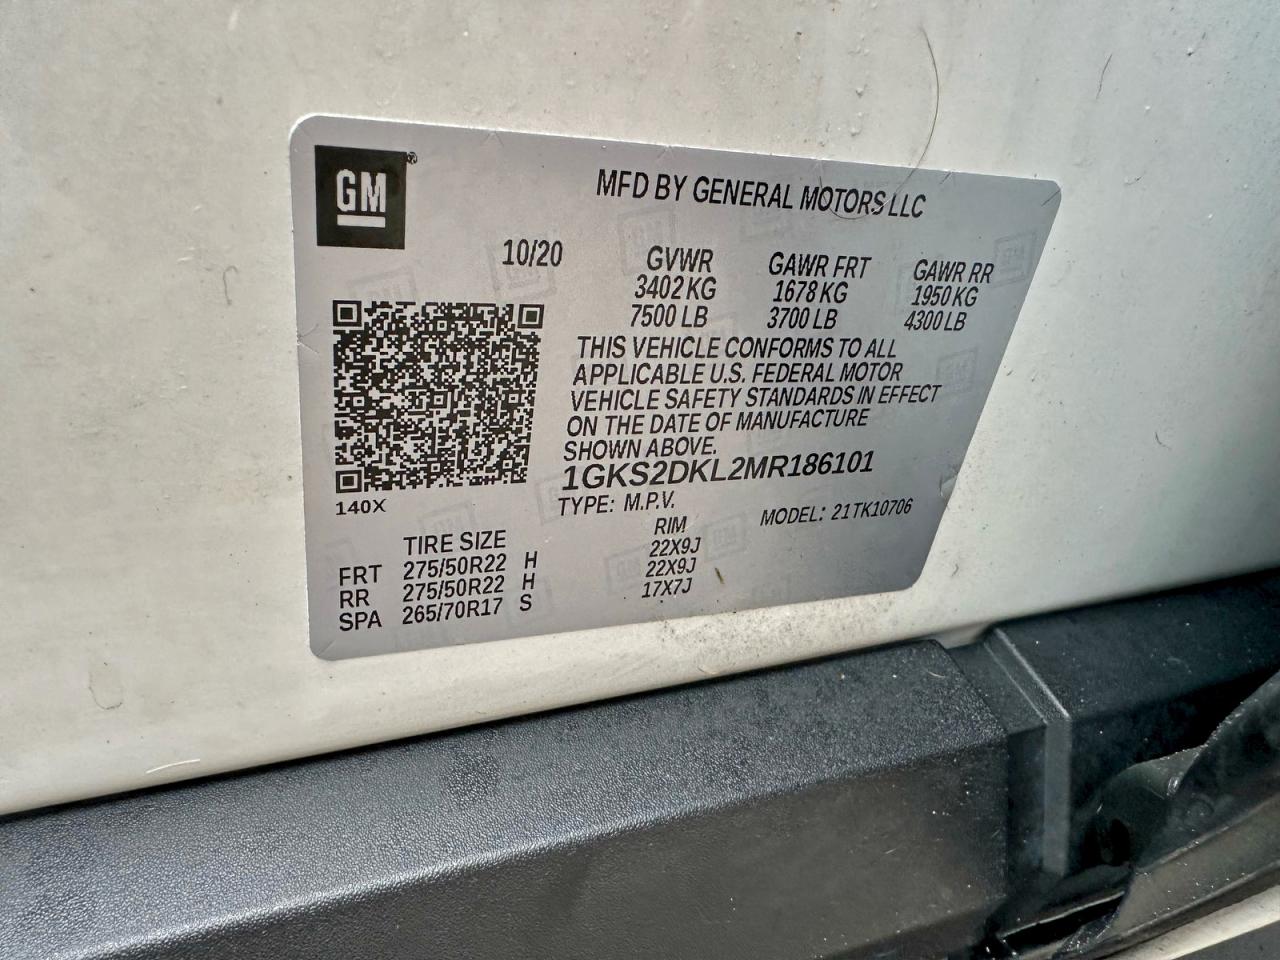 GM®
MFD BY GENERAL MOTORS LLC
10/20 GVWR GAWR FRT GAWR RR
3402 KG 1678 KG 1950 KG
7500 LB 3700 LB 4300 LB
THIS VEHICLE CONFORMS TO ALL
APPLICABLE U.S. FEDERAL MOTOR
VEHICLE SAFETY STANDARDS IN EFFECT
ON THE DATE OF MANUFACTURE
SHOWN ABOVE.
1GKS2DKL2MR186101
140X
TYPE: M.P.V. MODEL: 21TK10706
TIRE SIZE RIM
FRT 275/50R22 H 22X9J
RR 275/50R22 H 22X9J
SPA 265/70R17 S 17X7J